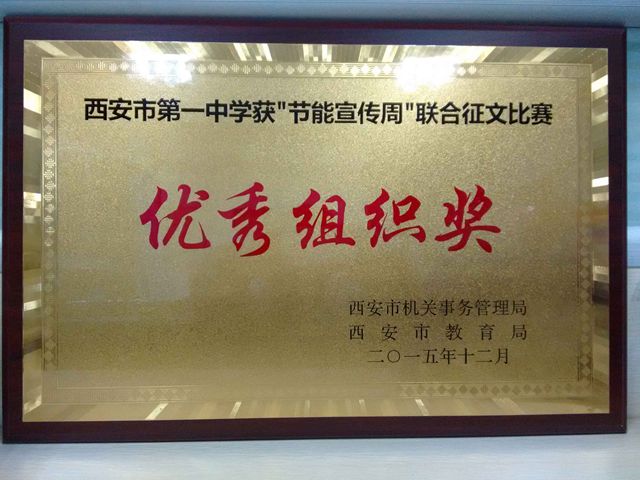 西安市第一中学获"节能宣传周"联合征文比赛
优秀组织奖
西安市机关事务管理局
西安市教育局
二〇一五年十二月